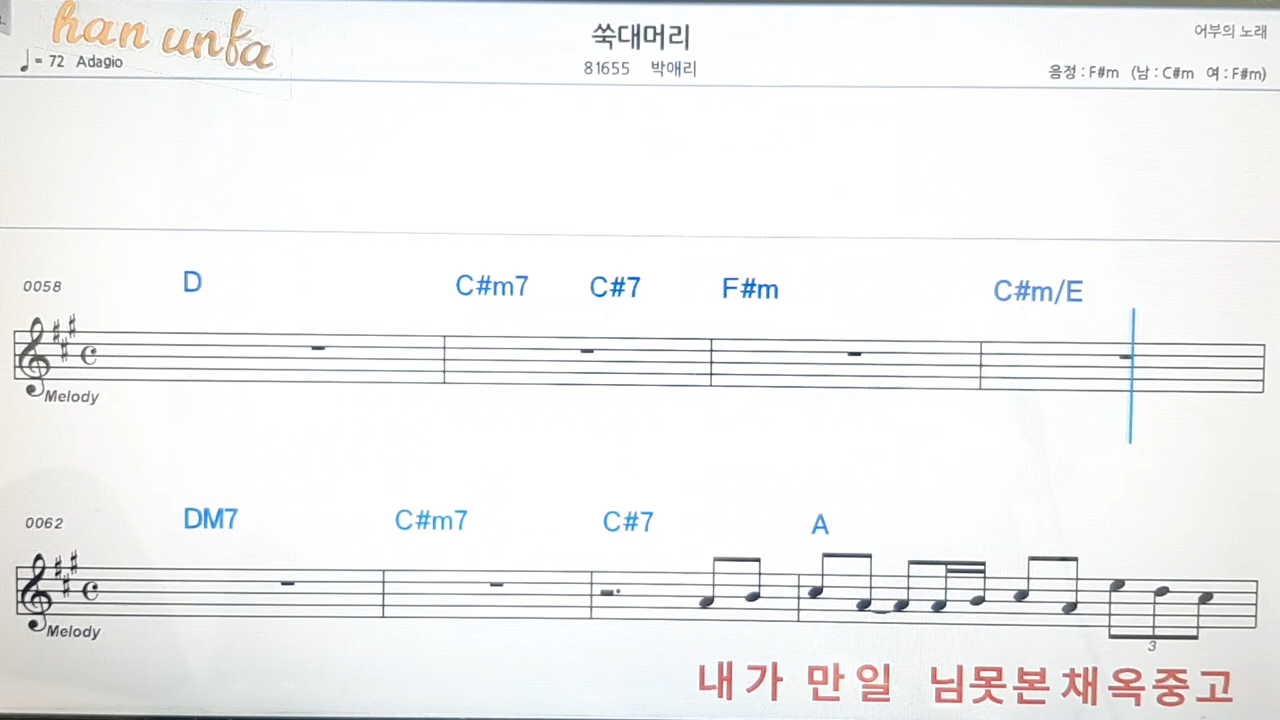 han unfa
쑥대머리
어부의 노래
♩= 72 Adagio
81655 박애리
음정 : F#m (남 : C#m 여 : F#m)
0058 D C#m7 C#7 F#m C#m/E
Melody
0062 DM7 C#m7 C#7 A
Melody
3
내가 만일 님못본채옥중고